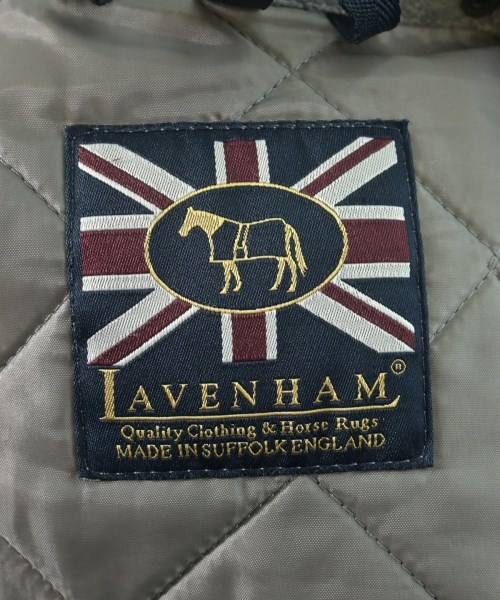 LAVENHAM®
Quality Clothing & Horse Rugs
MADE IN SUFFOLK ENGLAND